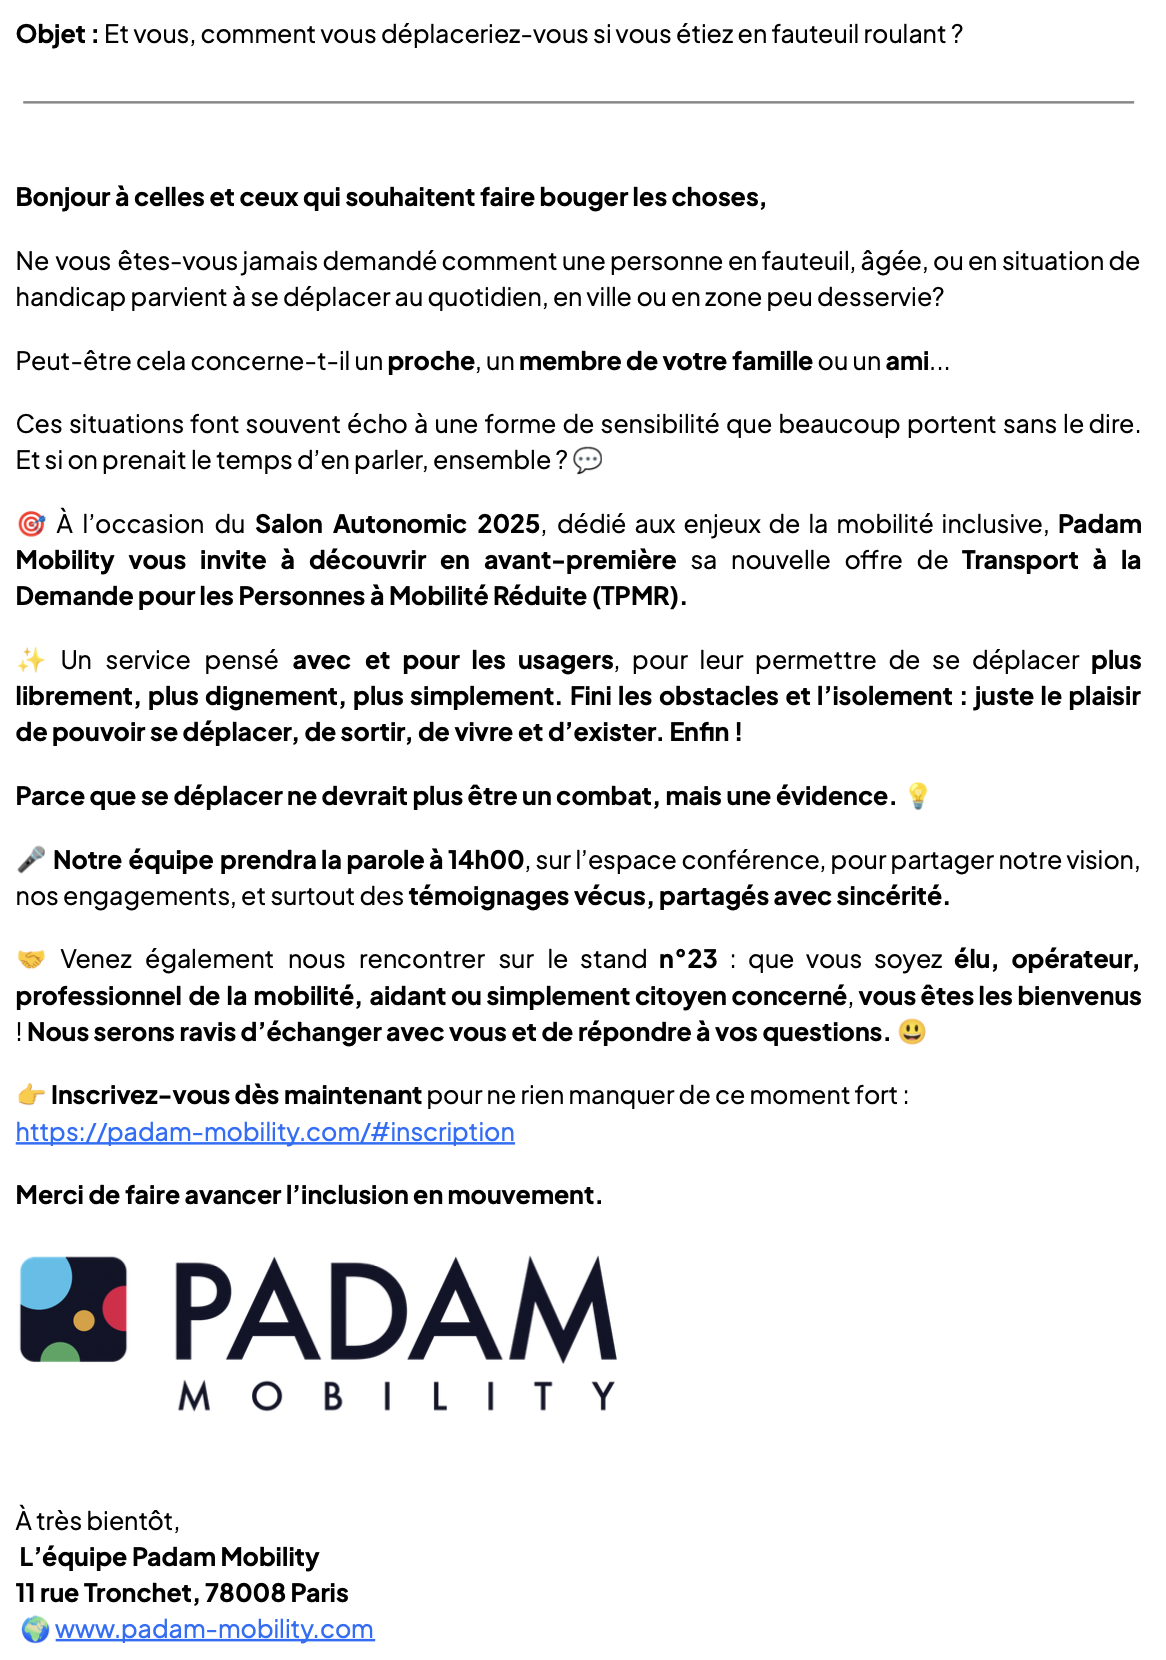 Objet : Et vous, comment vous déplaceriez-vous si vous étiez en fauteuil roulant ?
Bonjour à celles et ceux qui souhaitent faire bouger les choses,
Ne vous êtes-vous jamais demandé comment une personne en fauteuil, âgée, ou en situation de
handicap parvient à se déplacer au quotidien, en ville ou en zone peu desservie?
Peut-être cela concerne-t-il un proche, un membre de votre famille ou un ami...
Ces situations font souvent écho à une forme de sensibilité que beaucoup portent sans le dire.
Et si on prenait le temps d’en parler, ensemble ? 💬
🎯 À l’occasion du Salon Autonomic 2025, dédié aux enjeux de la mobilité inclusive, Padam
Mobility vous invite à découvrir en avant-première sa nouvelle offre de Transport à la
Demande pour les Personnes à Mobilité Réduite (TPMR).
✨ Un service pensé avec et pour les usagers, pour leur permettre de se déplacer plus
librement, plus dignement, plus simplement. Fini les obstacles et l’isolement : juste le plaisir
de pouvoir se déplacer, de sortir, de vivre et d’exister. Enfin !
Parce que se déplacer ne devrait plus être un combat, mais une évidence. 💡
🎤 Notre équipe prendra la parole à 14h00, sur l’espace conférence, pour partager notre vision,
nos engagements, et surtout des témoignages vécus, partagés avec sincérité.
🤝 Venez également nous rencontrer sur le stand n°23 : que vous soyez élu, opérateur,
professionnel de la mobilité, aidant ou simplement citoyen concerné, vous êtes les bienvenus
! Nous serons ravis d’échanger avec vous et de répondre à vos questions. 😃
👉 Inscrivez-vous dès maintenant pour ne rien manquer de ce moment fort :
https://padam-mobility.com/#inscription
Merci de faire avancer l’inclusion en mouvement.
PADAM
MOBILITY
À très bientôt,
L’équipe Padam Mobility
11 rue Tronchet, 78008 Paris
🌍 www.padam-mobility.com